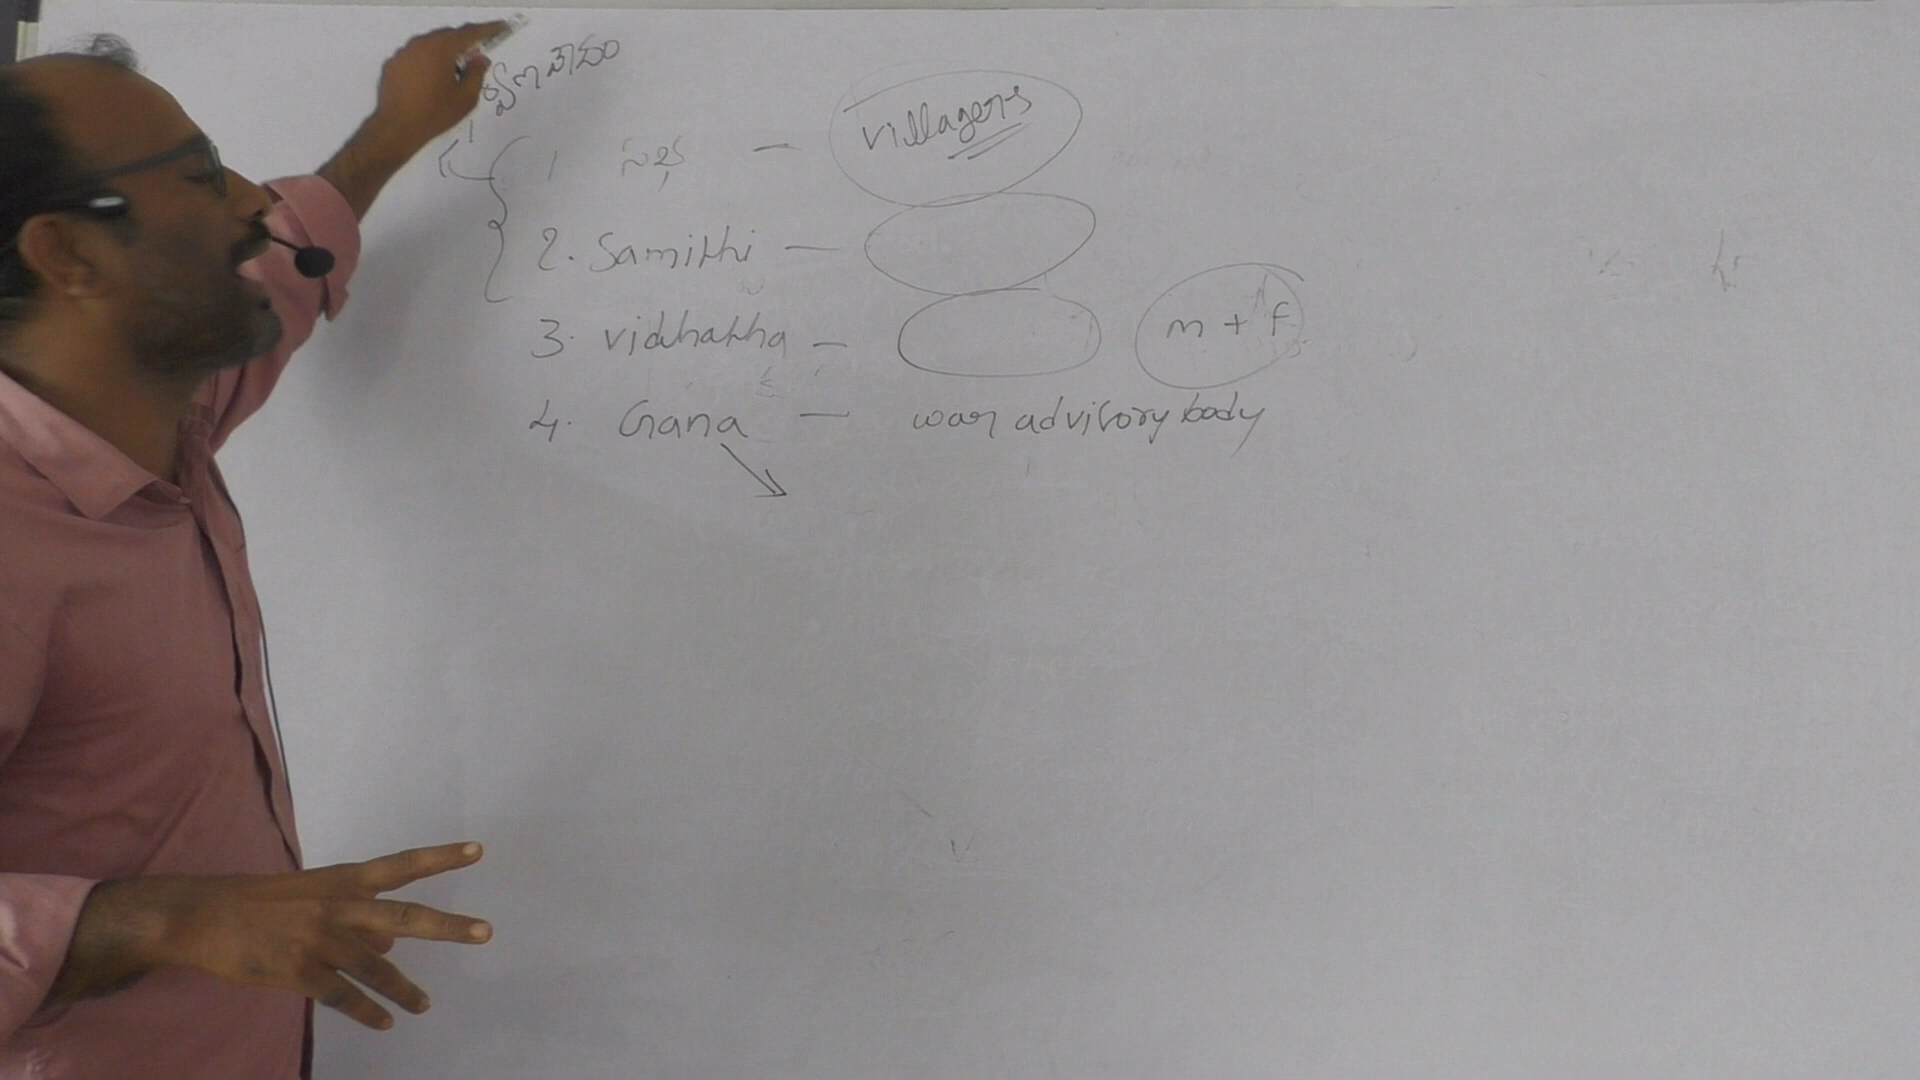 1 సభ — villagers
2. Samithi —
3. vidhatha — m + f
4. Gana — war advisory body